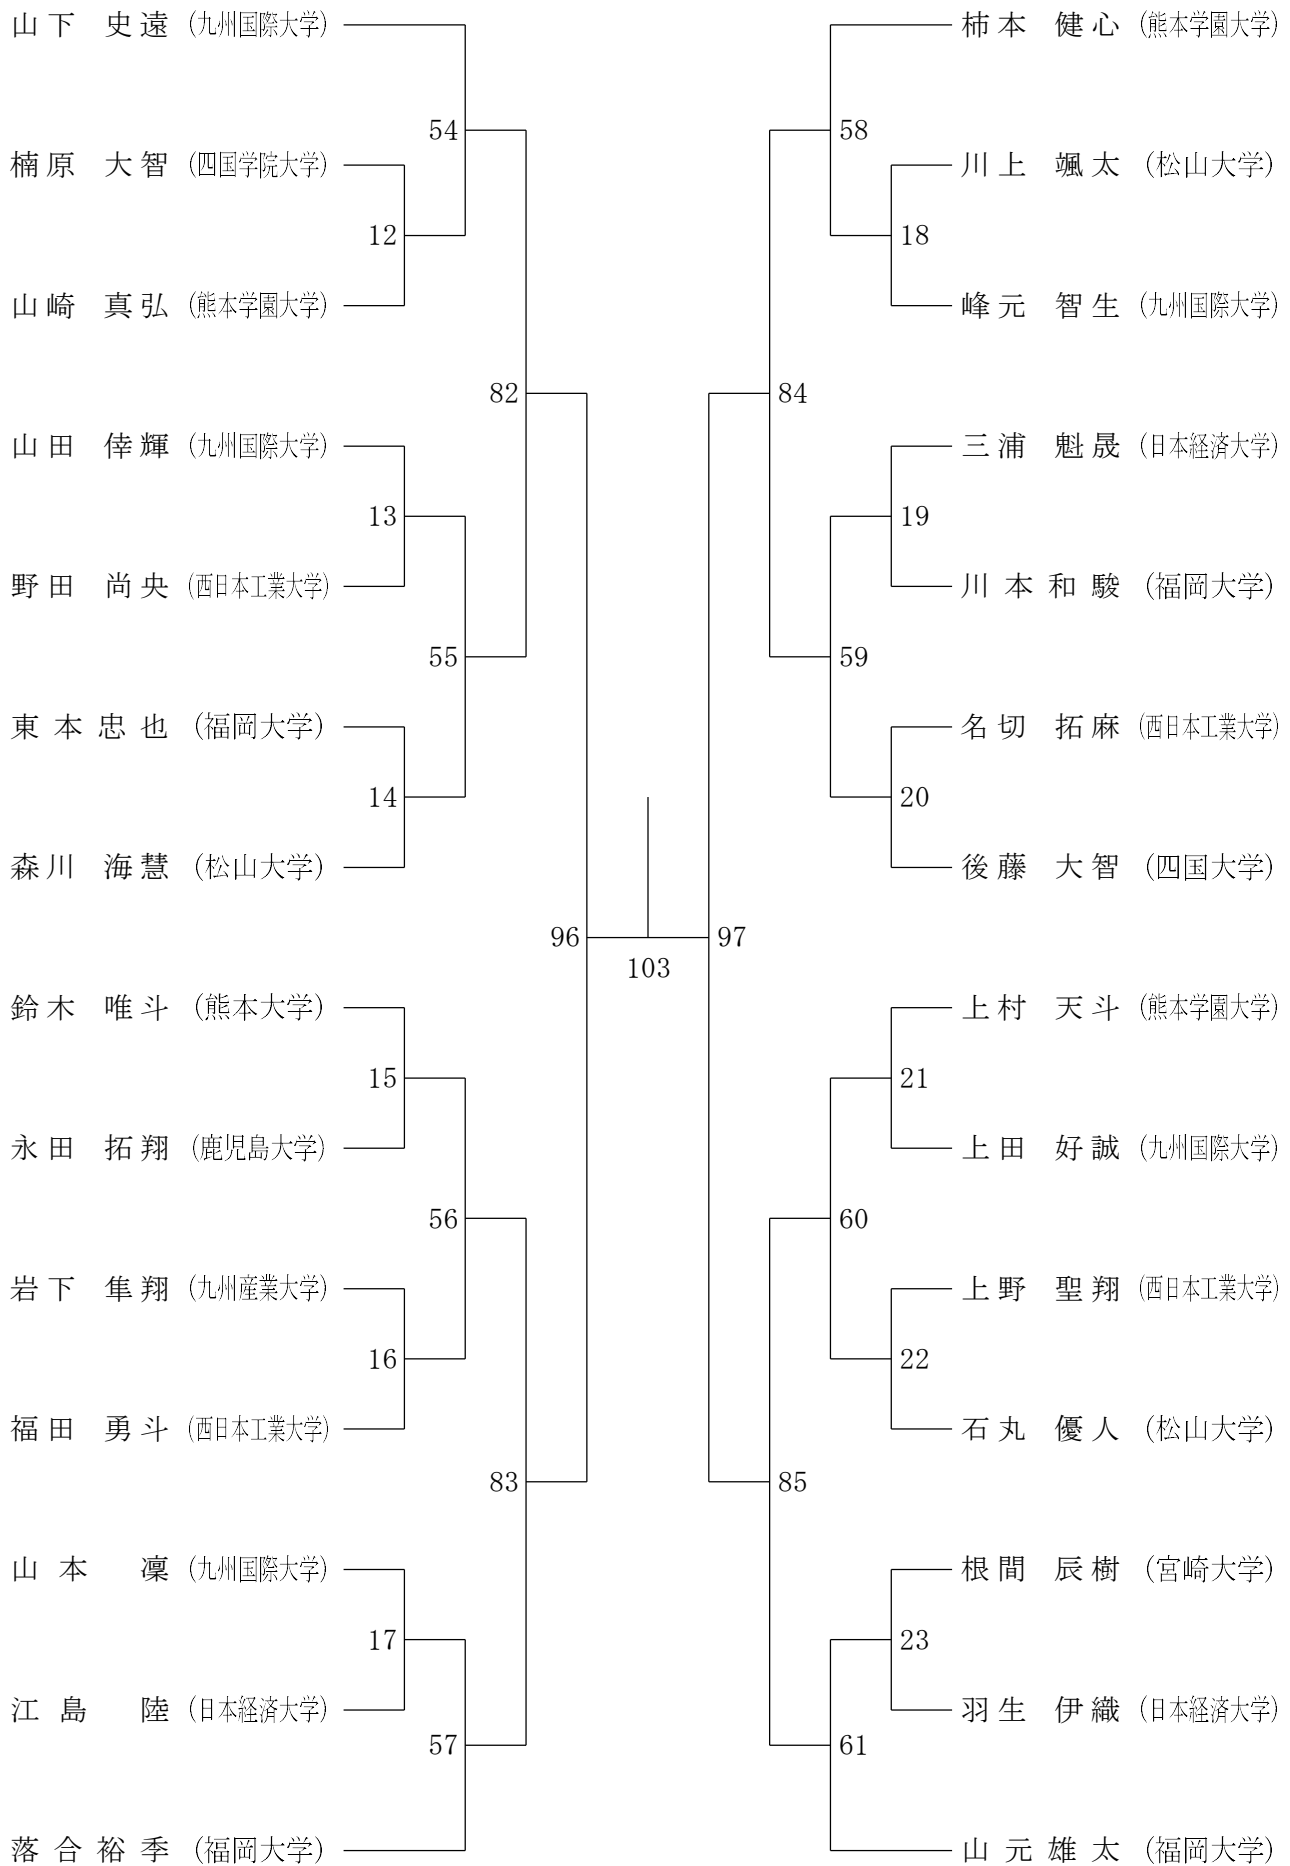 山下 史遠 (九州国際大学)
54
楠原 大智 (四国学院大学)
12
山崎 真弘 (熊本学園大学)
82
山田 倖輝 (九州国際大学)
13
野田 尚央 (西日本工業大学)
55
東本忠也 (福岡大学)
14
森川 海慧 (松山大学)
96
鈴木 唯斗 (熊本大学)
15
永田 拓翔 (鹿児島大学)
56
岩下 隼翔 (九州産業大学)
16
福田 勇斗 (西日本工業大学)
83
山本 凜 (九州国際大学)
17
江島 陸 (日本経済大学)
57
落合裕季 (福岡大学)
103
柿本 健心 (熊本学園大学)
58
川上 颯太 (松山大学)
18
峰元 智生 (九州国際大学)
84
三浦 魁晟 (日本経済大学)
19
川本和駿 (福岡大学)
59
名切 拓麻 (西日本工業大学)
20
後藤 大智 (四国大学)
97
上村 天斗 (熊本学園大学)
21
上田 好誠 (九州国際大学)
60
上野 聖翔 (西日本工業大学)
22
石丸 優人 (松山大学)
85
根間 辰樹 (宮崎大学)
23
羽生 伊織 (日本経済大学)
61
山元雄太 (福岡大学)